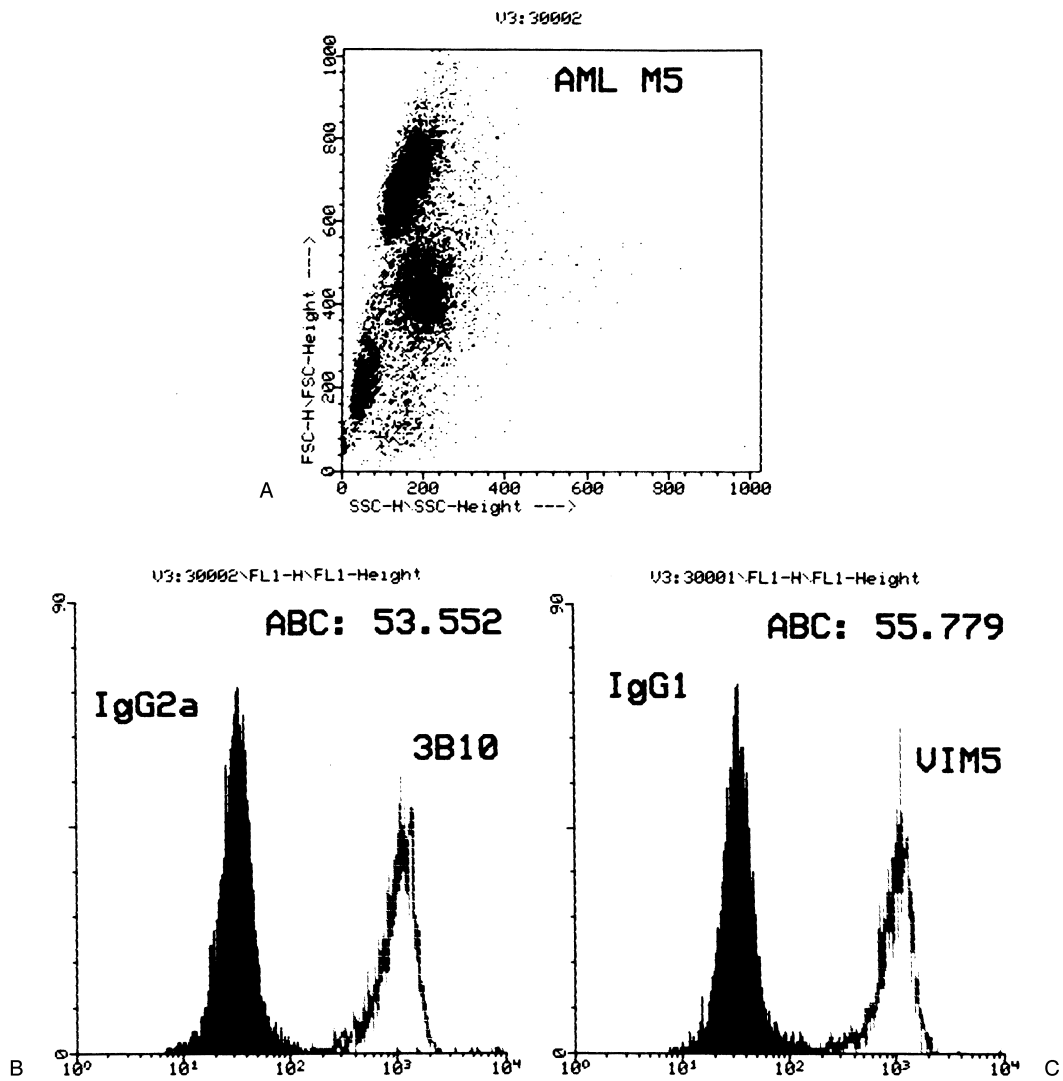 V3:30002
AML M5
1000
800
600
400
200
0
FSC-H\FSC-Height --->
0 200 400 600 800 1000
SSC-H\SSC-Height --->
A
V3:30002\FL1-H\FL1-Height
90
ABC: 53.552
IgG2a
3B10
0
10⁰ 10¹ 10² 10³ 10⁴
B
V3:30001\FL1-H\FL1-Height
90
ABC: 55.779
IgG1
VIM5
0
10⁰ 10¹ 10² 10³ 10⁴
C